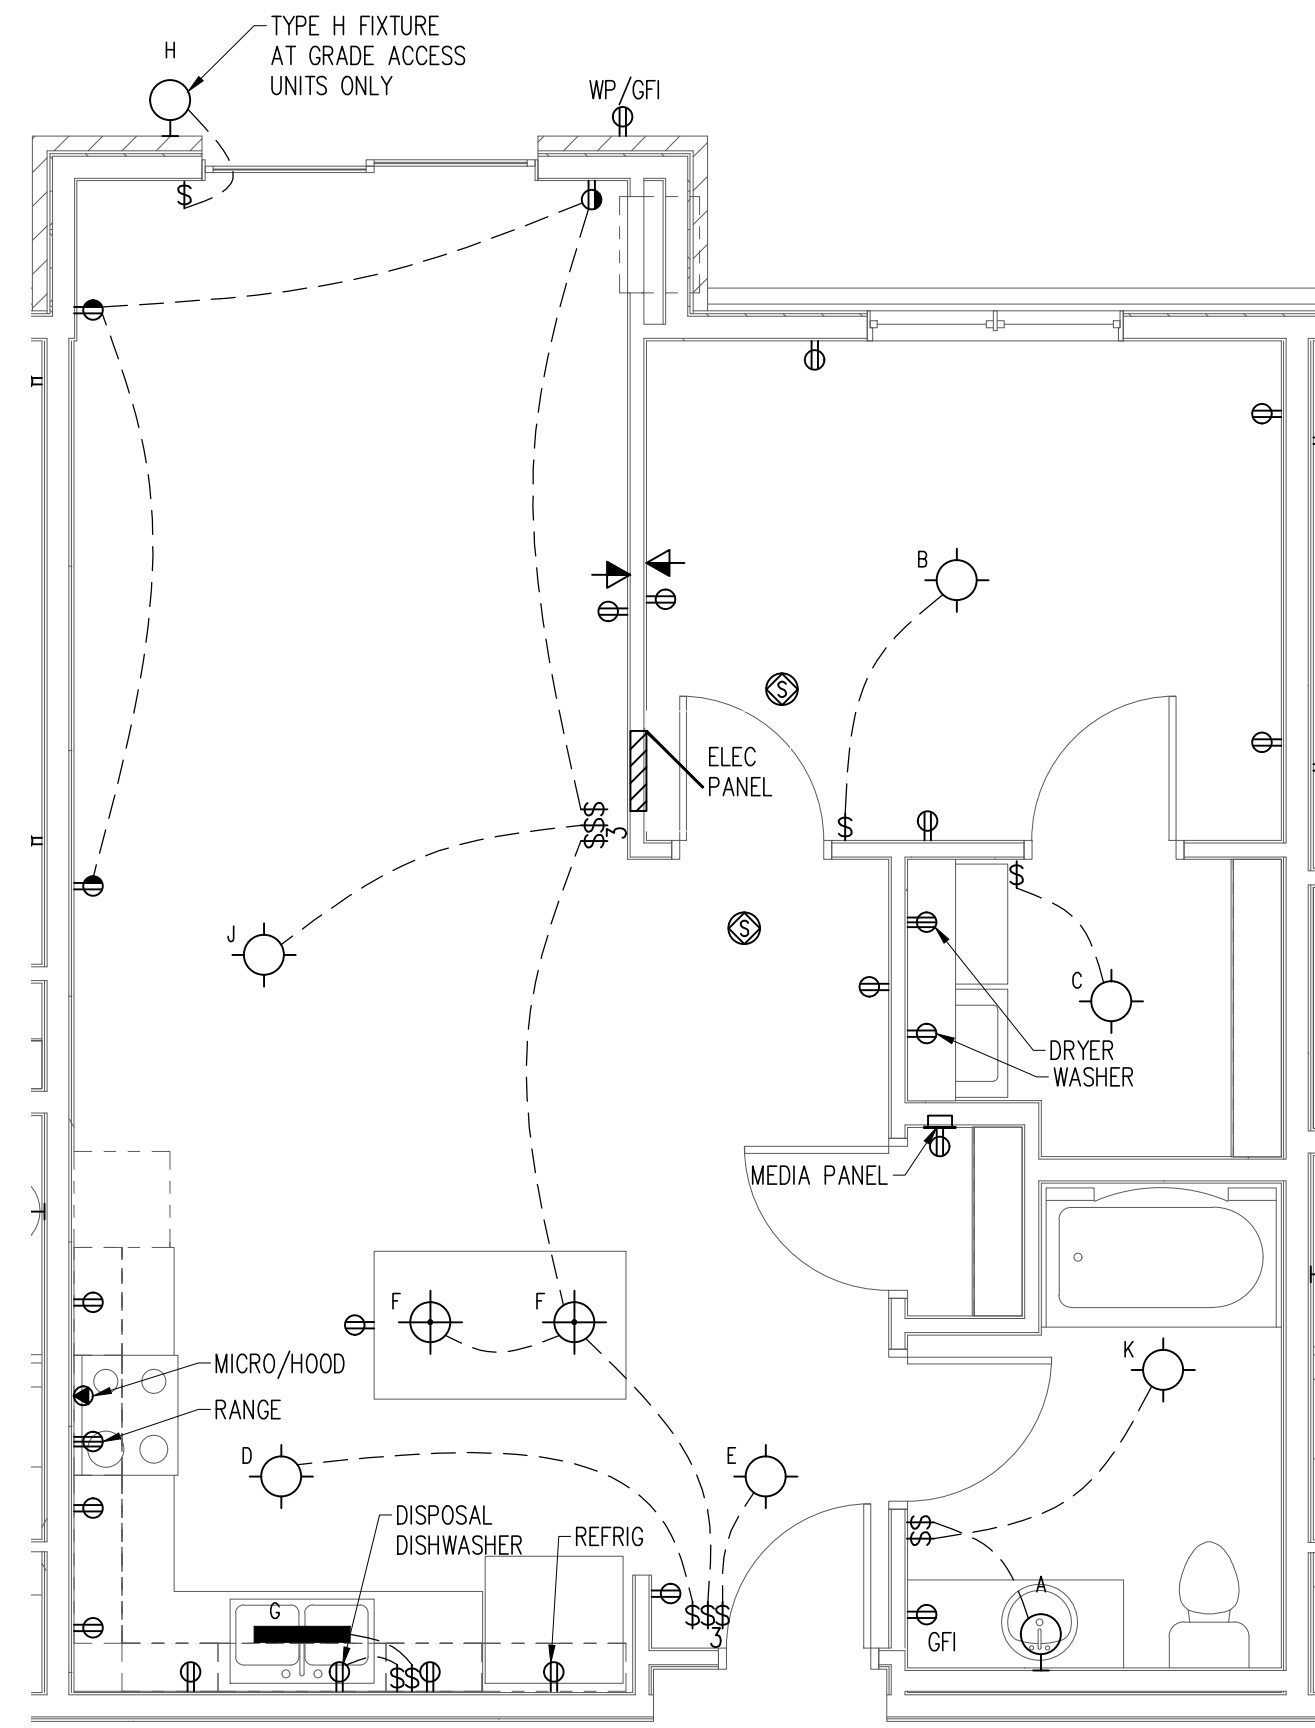 TYPE H FIXTURE
AT GRADE ACCESS
UNITS ONLY
H
WP/GFI
$
B
S
ELEC
PANEL
$$$
3
$
$
J
S
C
DRYER
WASHER
MEDIA PANEL
F
F
K
MICRO/HOOD
RANGE
D
E
DISPOSAL
DISHWASHER
REFRIG
$$
A
G
$$$
3
GFI
$$